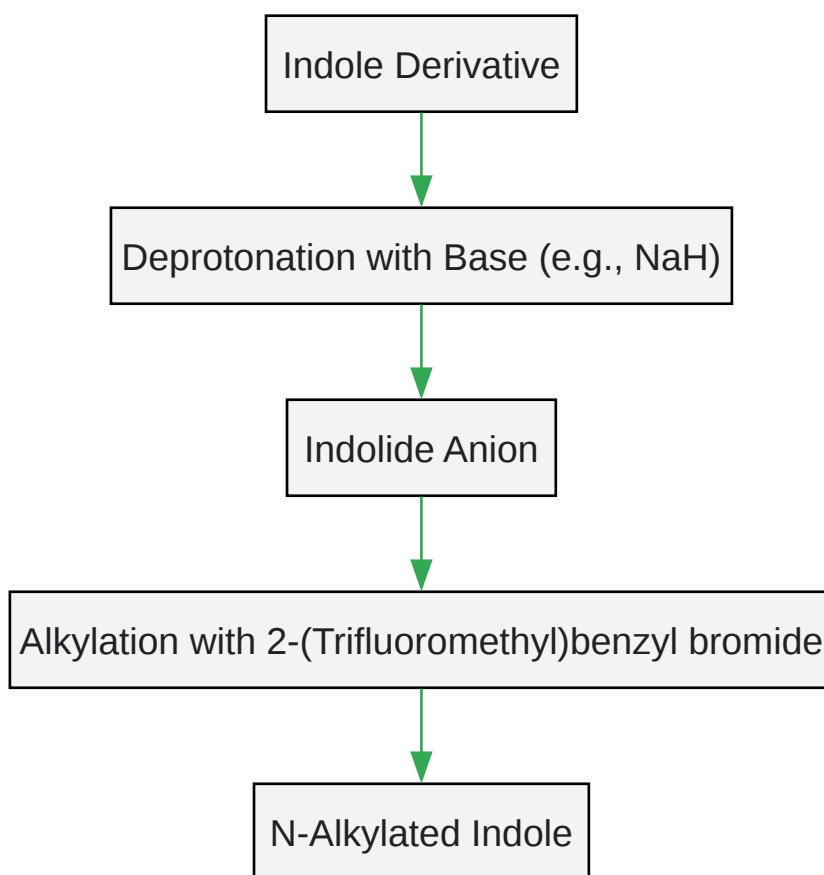 Indole Derivative
Deprotonation with Base (e.g., NaH)
Indolide Anion
Alkylation with 2-(Trifluoromethyl)benzyl bromide
N-Alkylated Indole